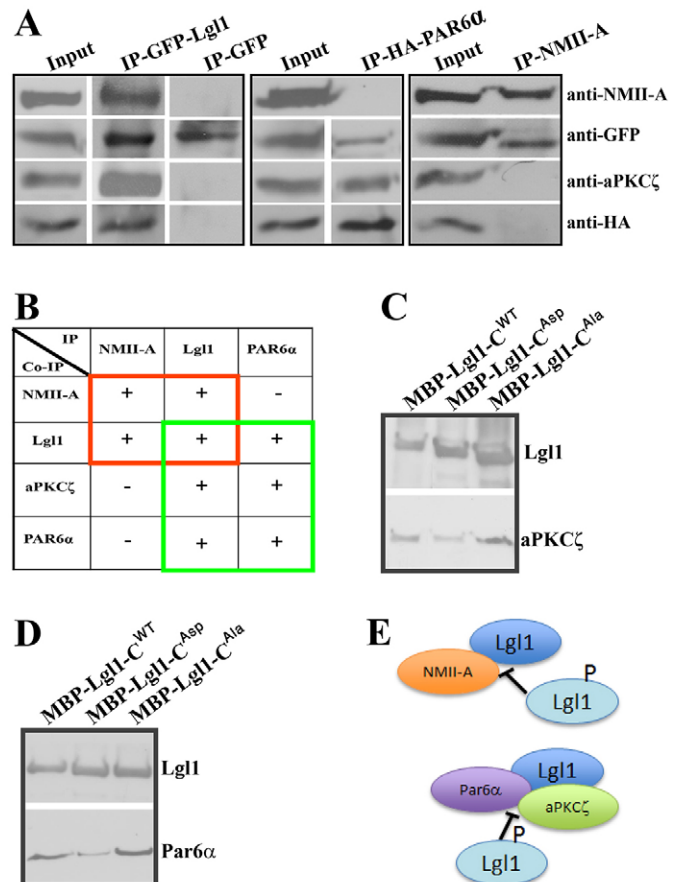 A
Input IP-GFP-Lgl1 IP-GFP Input IP-HA-PAR6α Input IP-NMII-A
anti-NMII-A
anti-GFP
anti-aPKCζ
anti-HA
B
IP
Co-IP
NMII-A Lgl1 PAR6α
NMII-A + + -
Lgl1 + + +
aPKCζ - + +
PAR6α - + +
C
MBP-Lgl1-C^WT MBP-Lgl1-C^Asp MBP-Lgl1-C^Ala
Lgl1
aPKCζ
D
MBP-Lgl1-C^WT MBP-Lgl1-C^Asp MBP-Lgl1-C^Ala
Lgl1
Par6α
E
Lgl1
NMII-A
P
Lgl1
Lgl1
Par6α
aPKCζ
P
Lgl1